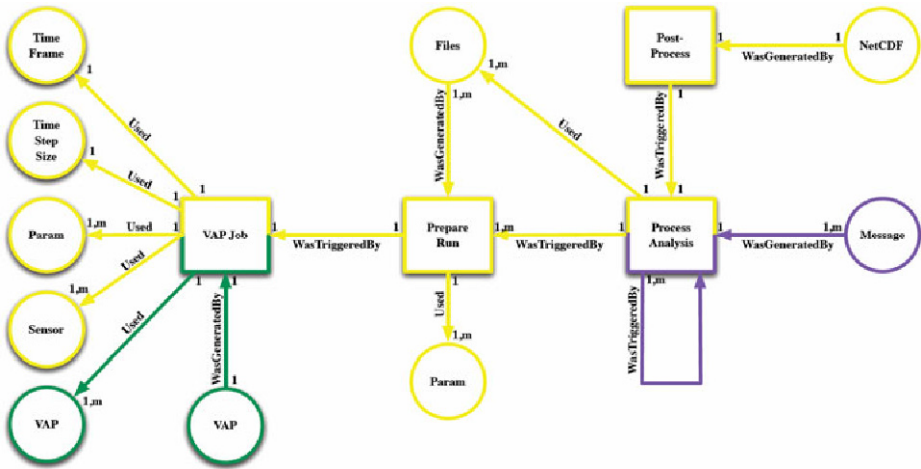 Time
Frame
1
Used
1
Time
Step
Size
1
Used
1
Param
1,m
Used
1
VAP Job
1
Used
1,m
Sensor
1
Used
1,m
VAP
1
WasGeneratedBy
1
VAP
1
WasTriggeredBy
1
Files
1,m
WasGeneratedBy
1
Prepare
Run
1
Used
1,m
Param
1,m
Used
1
1,m
WasTriggeredBy
1
Process
Analysis
Post-
Process
1
WasTriggeredBy
1
1
WasGeneratedBy
1
NetCDF
1
WasGeneratedBy
1,m
Message
1,m
WasTriggeredBy
1